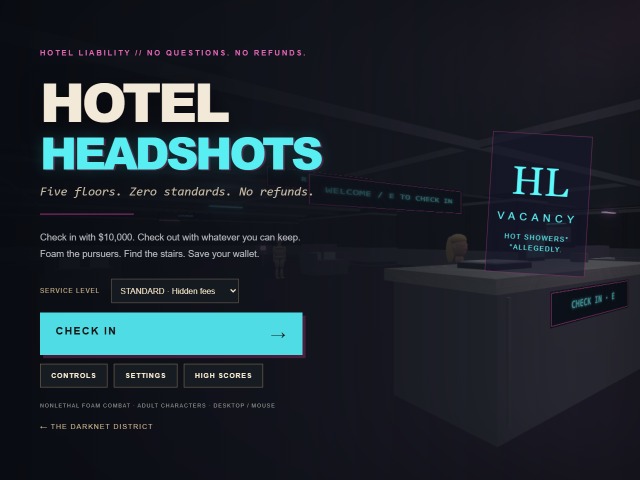 HOTEL LIABILITY // NO QUESTIONS. NO REFUNDS.
HOTEL
HEADSHOTS
Five floors. Zero standards. No refunds.
Check in with $10,000. Check out with whatever you can keep.
Foam the pursuers. Find the stairs. Save your wallet.
SERVICE LEVEL
STANDARD · Hidden fees
CHECK IN →
CONTROLS
SETTINGS
HIGH SCORES
NONLETHAL FOAM COMBAT · ADULT CHARACTERS · DESKTOP / MOUSE
← THE DARKNET DISTRICT
WELCOME / E TO CHECK IN
HL
VACANCY
HOT SHOWERS*
*ALLEGEDLY.
CHECK IN · E